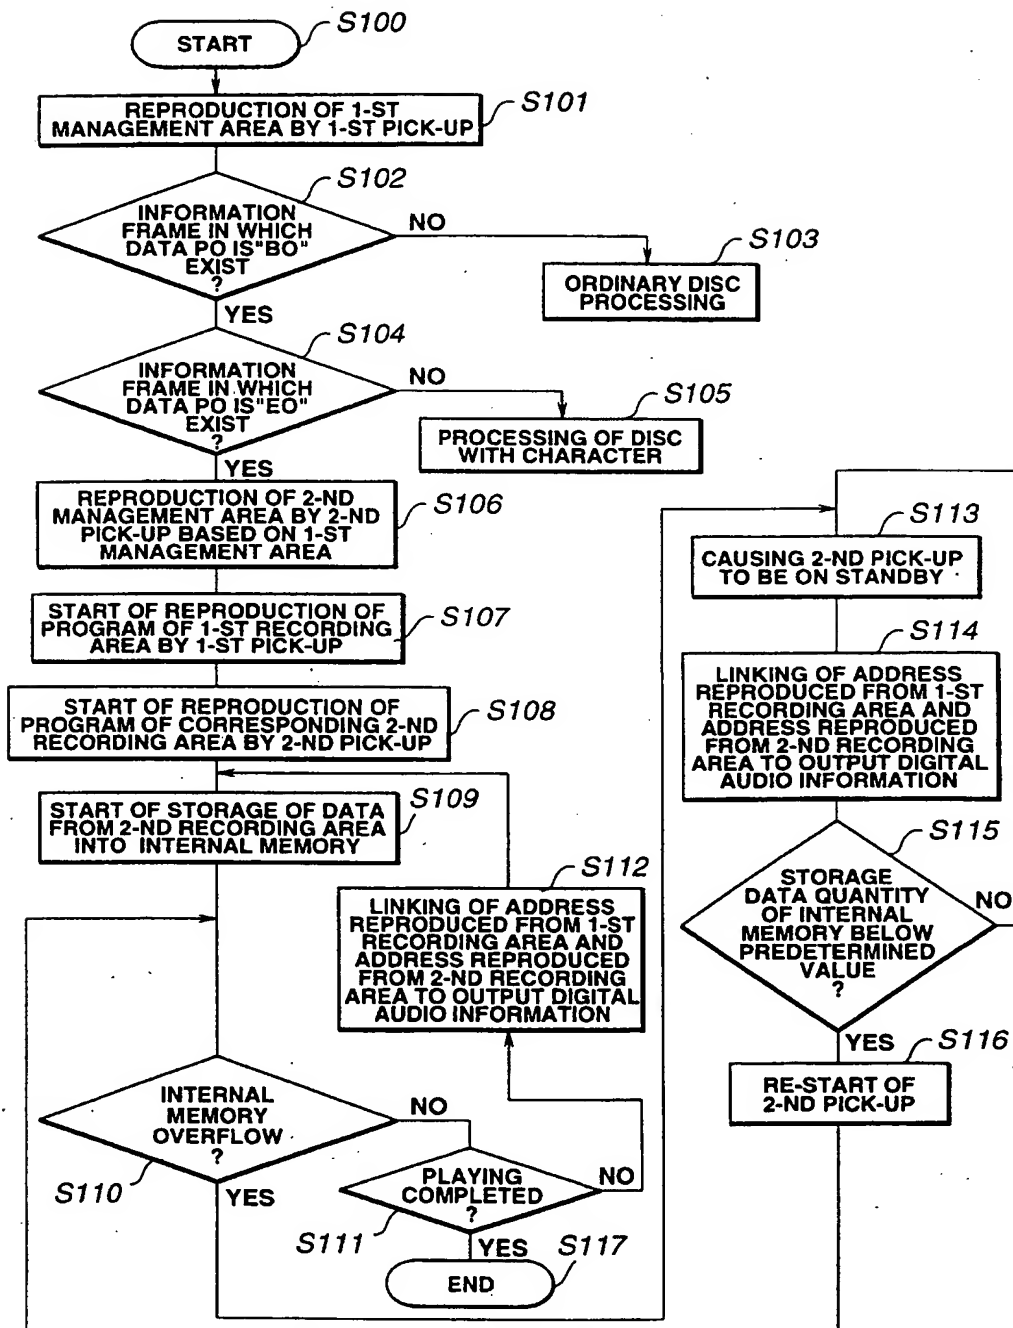 START
S100
REPRODUCTION OF 1-ST
MANAGEMENT AREA BY 1-ST PICK-UP
S101
S102
INFORMATION
FRAME IN WHICH
DATA PO IS"BO"
EXIST
?
NO
YES
S103
ORDINARY DISC
PROCESSING
S104
INFORMATION
FRAME IN WHICH
DATA PO IS"EO"
EXIST
?
NO
YES
S105
PROCESSING OF DISC
WITH CHARACTER
REPRODUCTION OF 2-ND
MANAGEMENT AREA BY 2-ND
PICK-UP BASED ON 1-ST
MANAGEMENT AREA
S106
START OF REPRODUCTION OF
PROGRAM OF 1-ST RECORDING
AREA BY 1-ST PICK-UP
S107
START OF REPRODUCTION OF
PROGRAM OF CORRESPONDING 2-ND
RECORDING AREA BY 2-ND PICK-UP
S108
START OF STORAGE OF DATA
FROM 2-ND RECORDING AREA
INTO INTERNAL MEMORY
S109
S112
LINKING OF ADDRESS
REPRODUCED FROM 1-ST
RECORDING AREA AND
ADDRESS REPRODUCED
FROM 2-ND RECORDING
AREA TO OUTPUT DIGITAL
AUDIO INFORMATION
INTERNAL
MEMORY
OVERFLOW
?
NO
S110
YES
PLAYING
COMPLETED
?
NO
S111
YES
S117
END
S113
CAUSING 2-ND PICK-UP
TO BE ON STANDBY
S114
LINKING OF ADDRESS
REPRODUCED FROM 1-ST
RECORDING AREA AND
ADDRESS REPRODUCED
FROM 2-ND RECORDING
AREA TO OUTPUT DIGITAL
AUDIO INFORMATION
S115
STORAGE
DATA QUANTITY
OF INTERNAL
MEMORY BELOW
PREDETERMINED
VALUE
?
NO
YES
S116
RE-START OF
2-ND PICK-UP